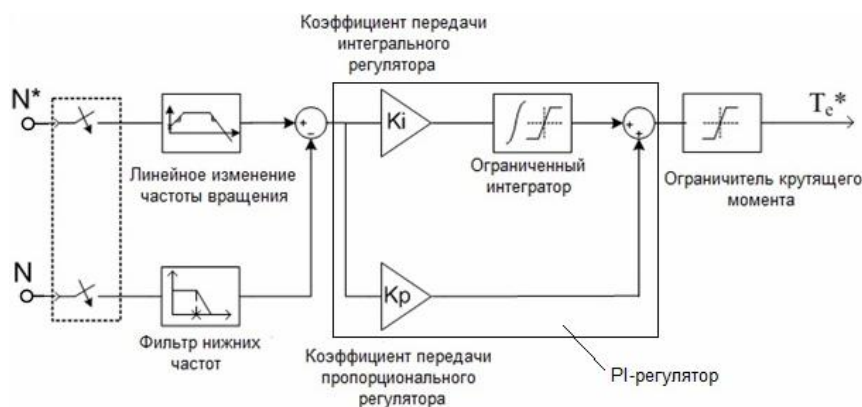 Коэффициент передачи
интегрального
регулятора
N*
Ki
Te*
Линейное изменение
частоты вращения
Ограниченный
интегратор
Ограничитель крутящего
момента
N
Kp
Фильтр нижних
частот
Коэффициент передачи
пропорционального
регулятора
PI-регулятор